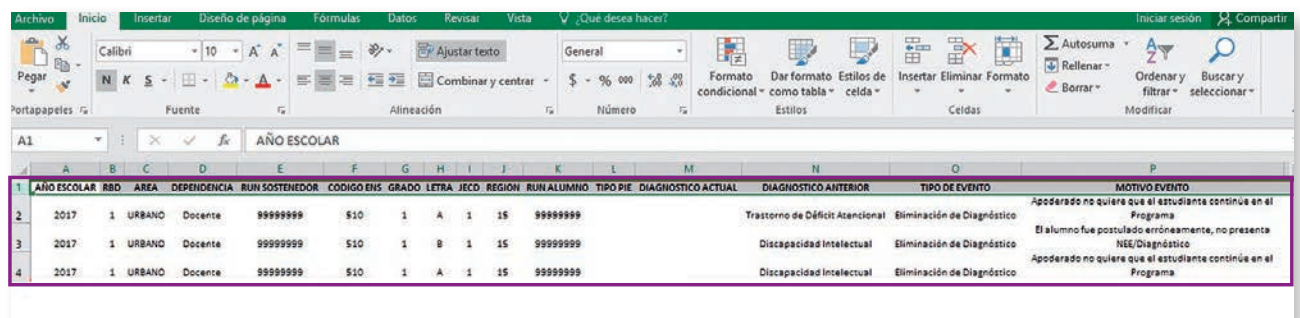 Archivo Inicio Insertar Diseño de página Fórmulas Datos Revisar Vista ¿Qué desea hacer? Iniciar sesión Compartir
Pegar
Calibri 10 A A Ajustar texto General
N K S A Combinar y centrar $ % 000
Formato condicional Dar formato como tabla Estilos de celda
Insertar Eliminar Formato
Autosuma
Rellenar
Borrar
Ordenar y filtrar Buscar y seleccionar
Portapapeles Fuente Alineación Número Estilos Celdas Modificar
A1 fx AÑO ESCOLAR
A B C D E F G H I J K L M N O P
1 AÑO ESCOLAR RBD AREA DEPENDENCIA RUN SOSTENEDOR CODIGO ENS GRADO LETRA JECD REGION RUN ALUMNO TIPO PIE DIAGNOSTICO ACTUAL DIAGNOSTICO ANTERIOR TIPO DE EVENTO MOTIVO EVENTO
2 2017 1 URBANO Docente 99999999 510 1 A 1 15 99999999 Trastorno de Déficit Atencional Eliminación de Diagnóstico Apoderado no quiere que el estudiante continúe en el
Programa
3 2017 1 URBANO Docente 99999999 510 1 B 1 15 99999999 Discapacidad Intelectual Eliminación de Diagnóstico El alumno fue postulado erróneamente, no presenta
NEE/Diagnóstico
4 2017 1 URBANO Docente 99999999 510 1 A 1 15 99999999 Discapacidad Intelectual Eliminación de Diagnóstico Apoderado no quiere que el estudiante continúe en el
Programa